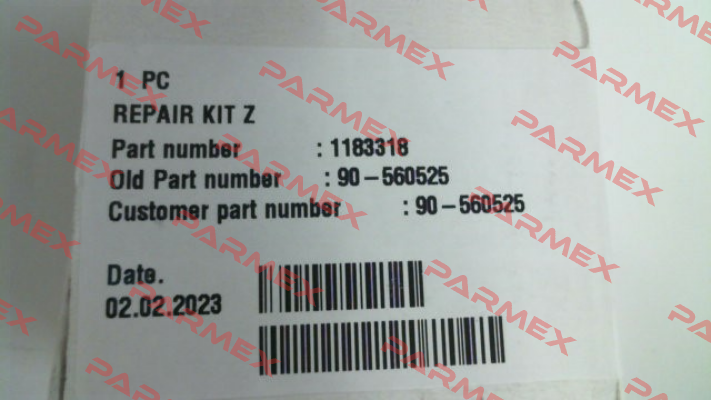 1 PC
REPAIR KIT Z
Part number : 1183318
Old Part number : 90-560525
Customer part number : 90-560525
Date.
02.02.2023
PARMEX